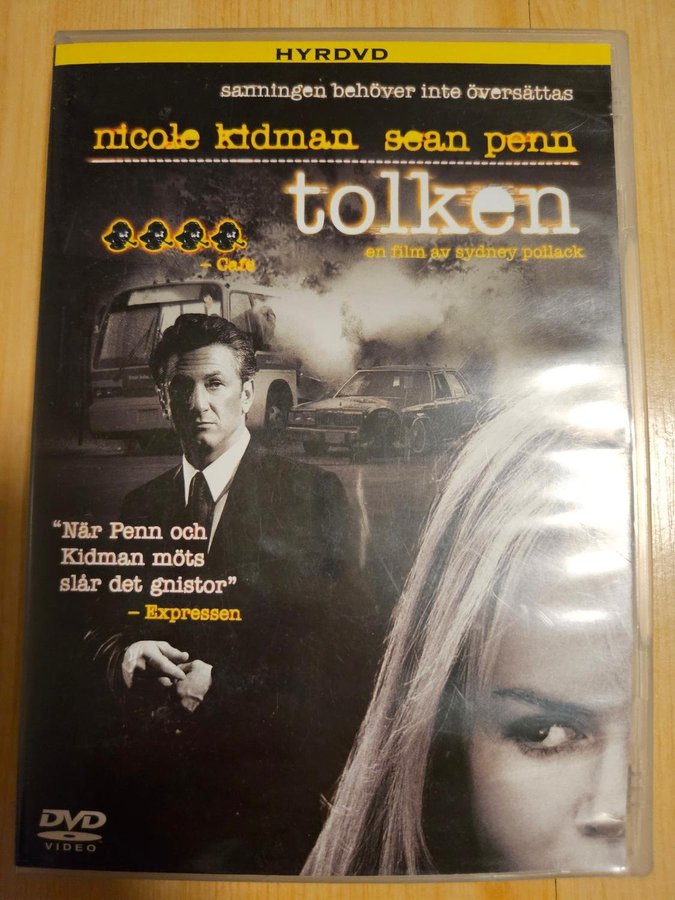 HYRDVD
sanningen behöver inte översättas
nicole kidman sean penn
tolken
en film av sydney pollack
– Café
"När Penn och
Kidman möts
slår det gnistor"
– Expressen
DVD
VIDEO